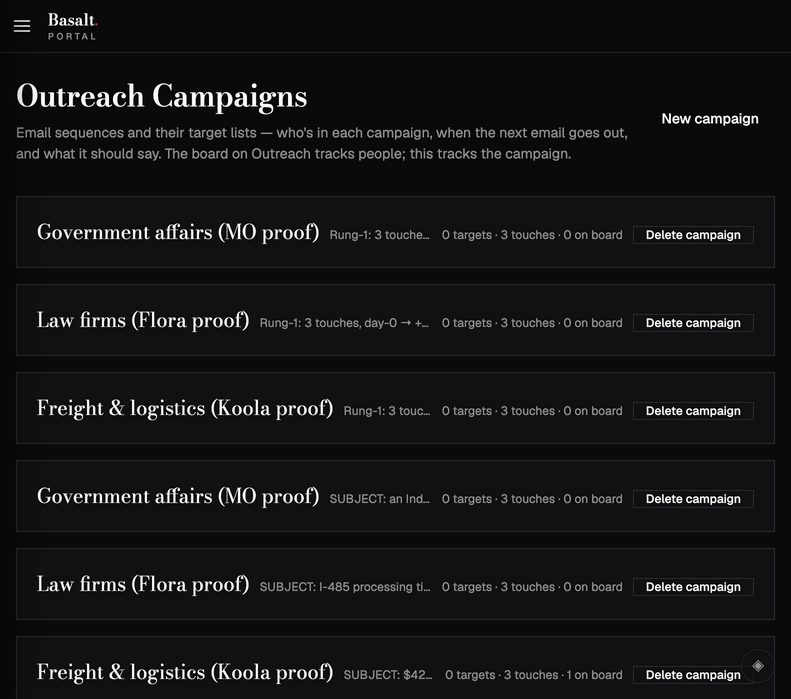 Basalt.
PORTAL
Outreach Campaigns
Email sequences and their target lists — who's in each campaign, when the next email goes out,
and what it should say. The board on Outreach tracks people; this tracks the campaign.
New campaign
Government affairs (MO proof) Rung-1: 3 touche... 0 targets · 3 touches · 0 on board Delete campaign
Law firms (Flora proof) Rung-1: 3 touches, day-0 → +... 0 targets · 3 touches · 0 on board Delete campaign
Freight & logistics (Koola proof) Rung-1: 3 touc... 0 targets · 3 touches · 0 on board Delete campaign
Government affairs (MO proof) SUBJECT: an Ind... 0 targets · 3 touches · 0 on board Delete campaign
Law firms (Flora proof) SUBJECT: I-485 processing ti... 0 targets · 3 touches · 0 on board Delete campaign
Freight & logistics (Koola proof) SUBJECT: $42... 0 targets · 3 touches · 1 on board Delete campaign